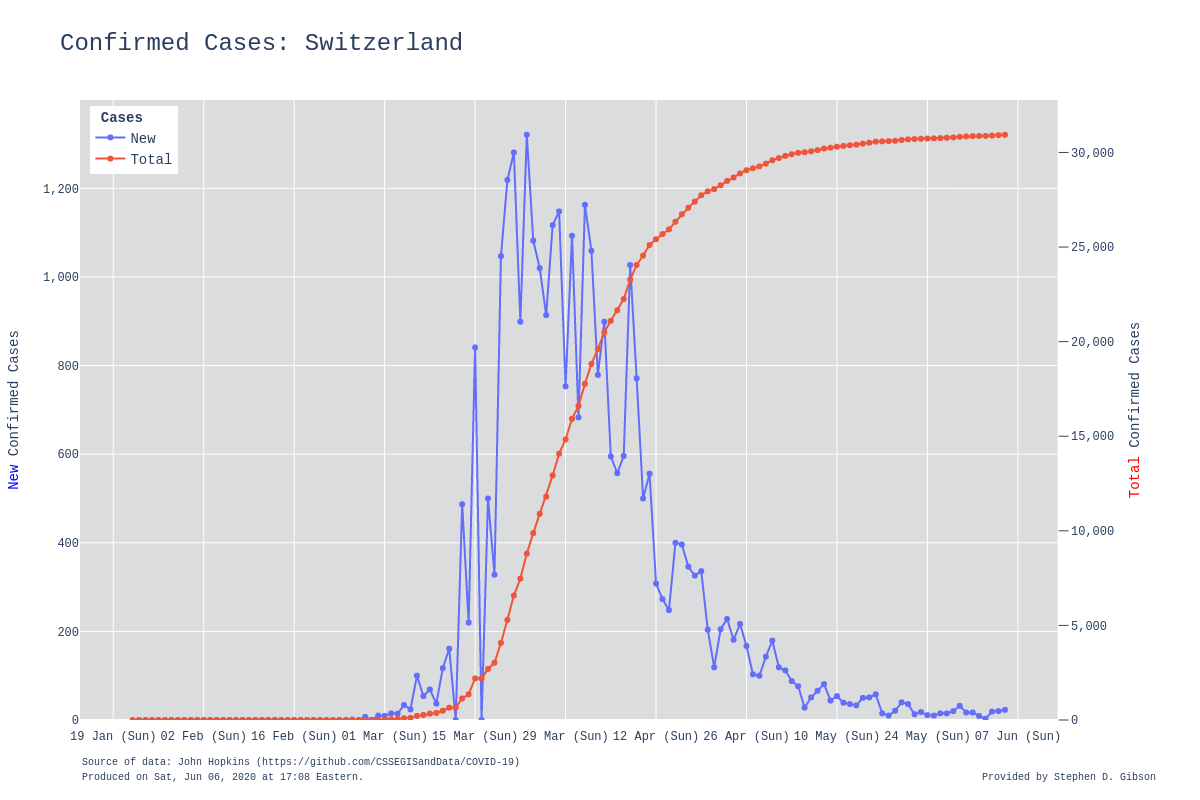 Confirmed Cases: Switzerland
Cases
New
Total
1,200
1,000
800
600
400
200
0
New Confirmed Cases
30,000
25,000
20,000
15,000
10,000
5,000
0
Total Confirmed Cases
19 Jan (Sun) 02 Feb (Sun) 16 Feb (Sun) 01 Mar (Sun) 15 Mar (Sun) 29 Mar (Sun) 12 Apr (Sun) 26 Apr (Sun) 10 May (Sun) 24 May (Sun) 07 Jun (Sun)
Source of data: John Hopkins (https://github.com/CSSEGISandData/COVID-19)
Produced on Sat, Jun 06, 2020 at 17:08 Eastern.
Provided by Stephen D. Gibson